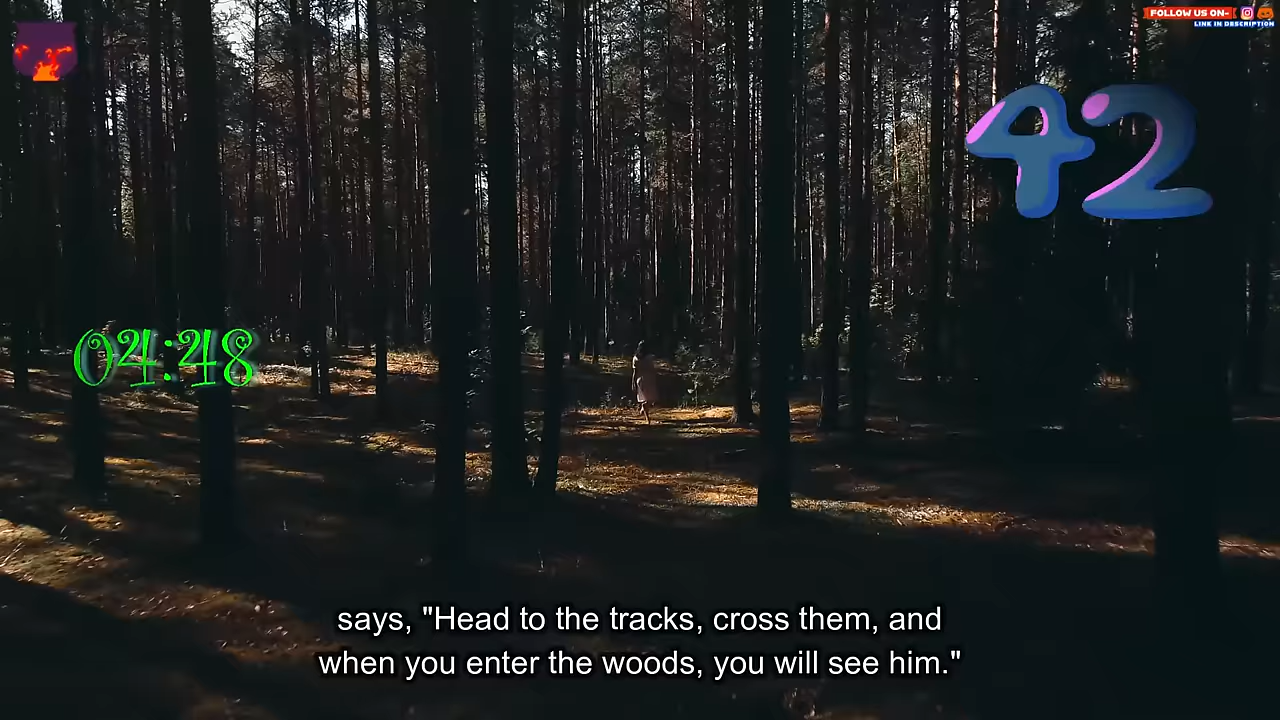 FOLLOW US ON-
LINK IN DESCRIPTION
42
04:48
says, "Head to the tracks, cross them, and
when you enter the woods, you will see him."